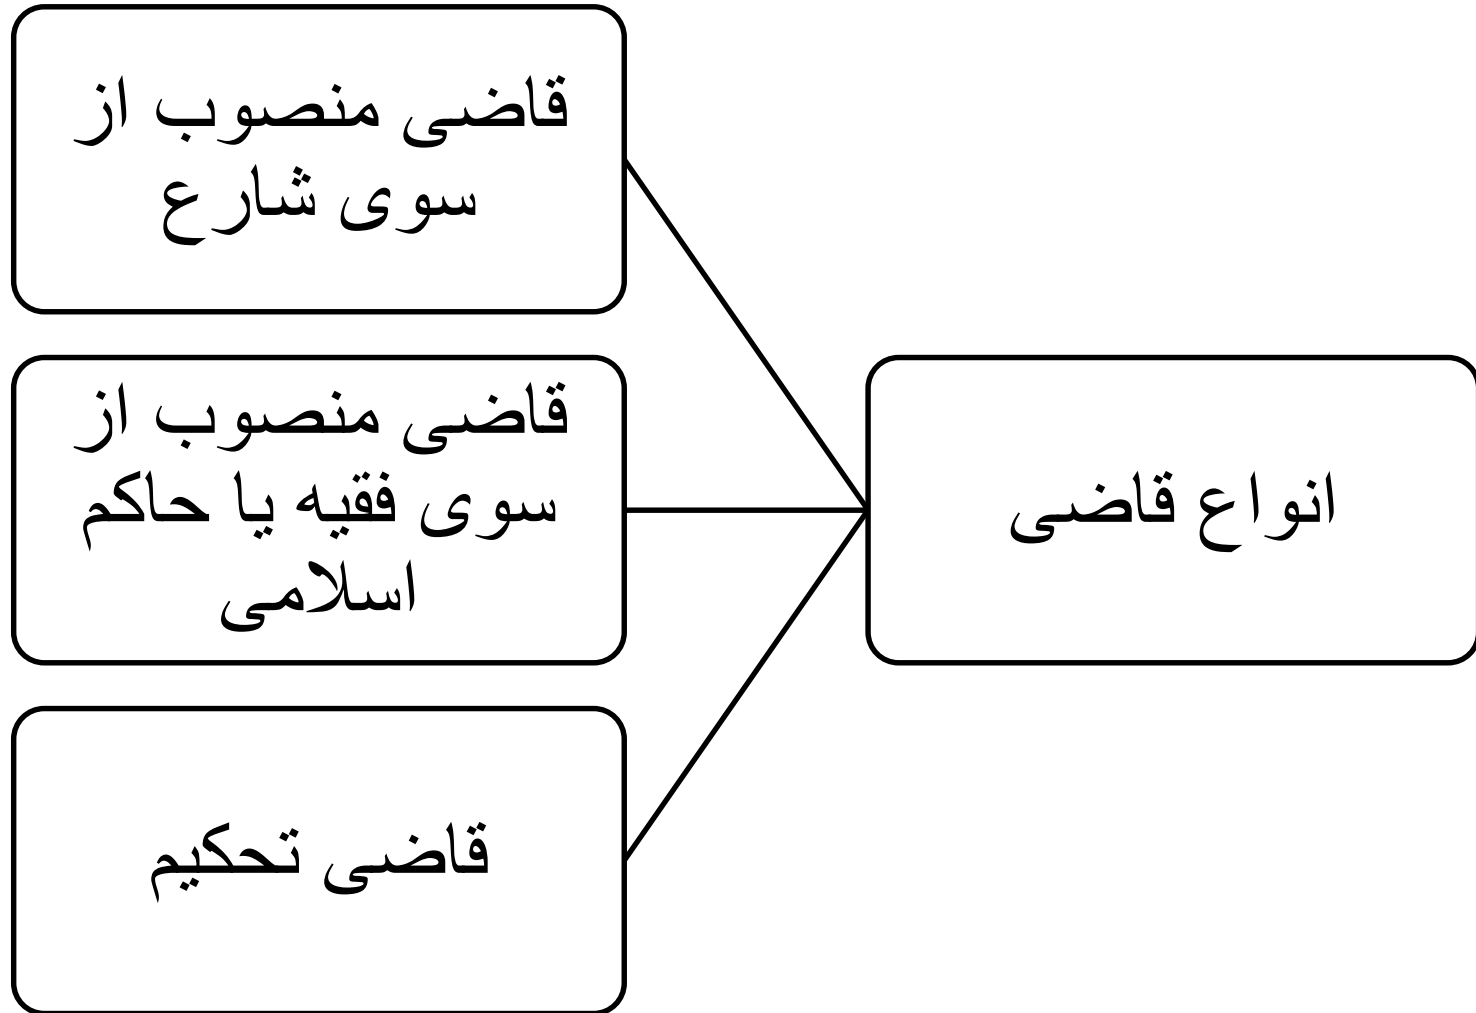 انواع قاضی
قاضی منصوب از
سوی شارع
قاضی منصوب از
سوی فقیه یا حاکم
اسلامی
قاضی تحکیم